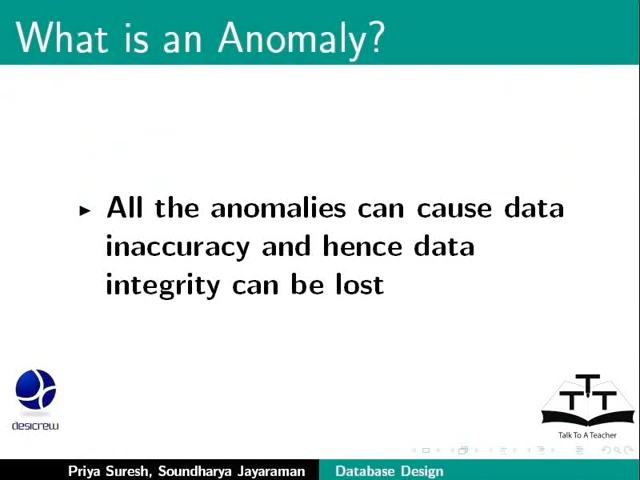 What is an Anomaly?
All the anomalies can cause data
inaccuracy and hence data
integrity can be lost
desicrew
TTT
Talk To A Teacher
Priya Suresh, Soundharya Jayaraman Database Design